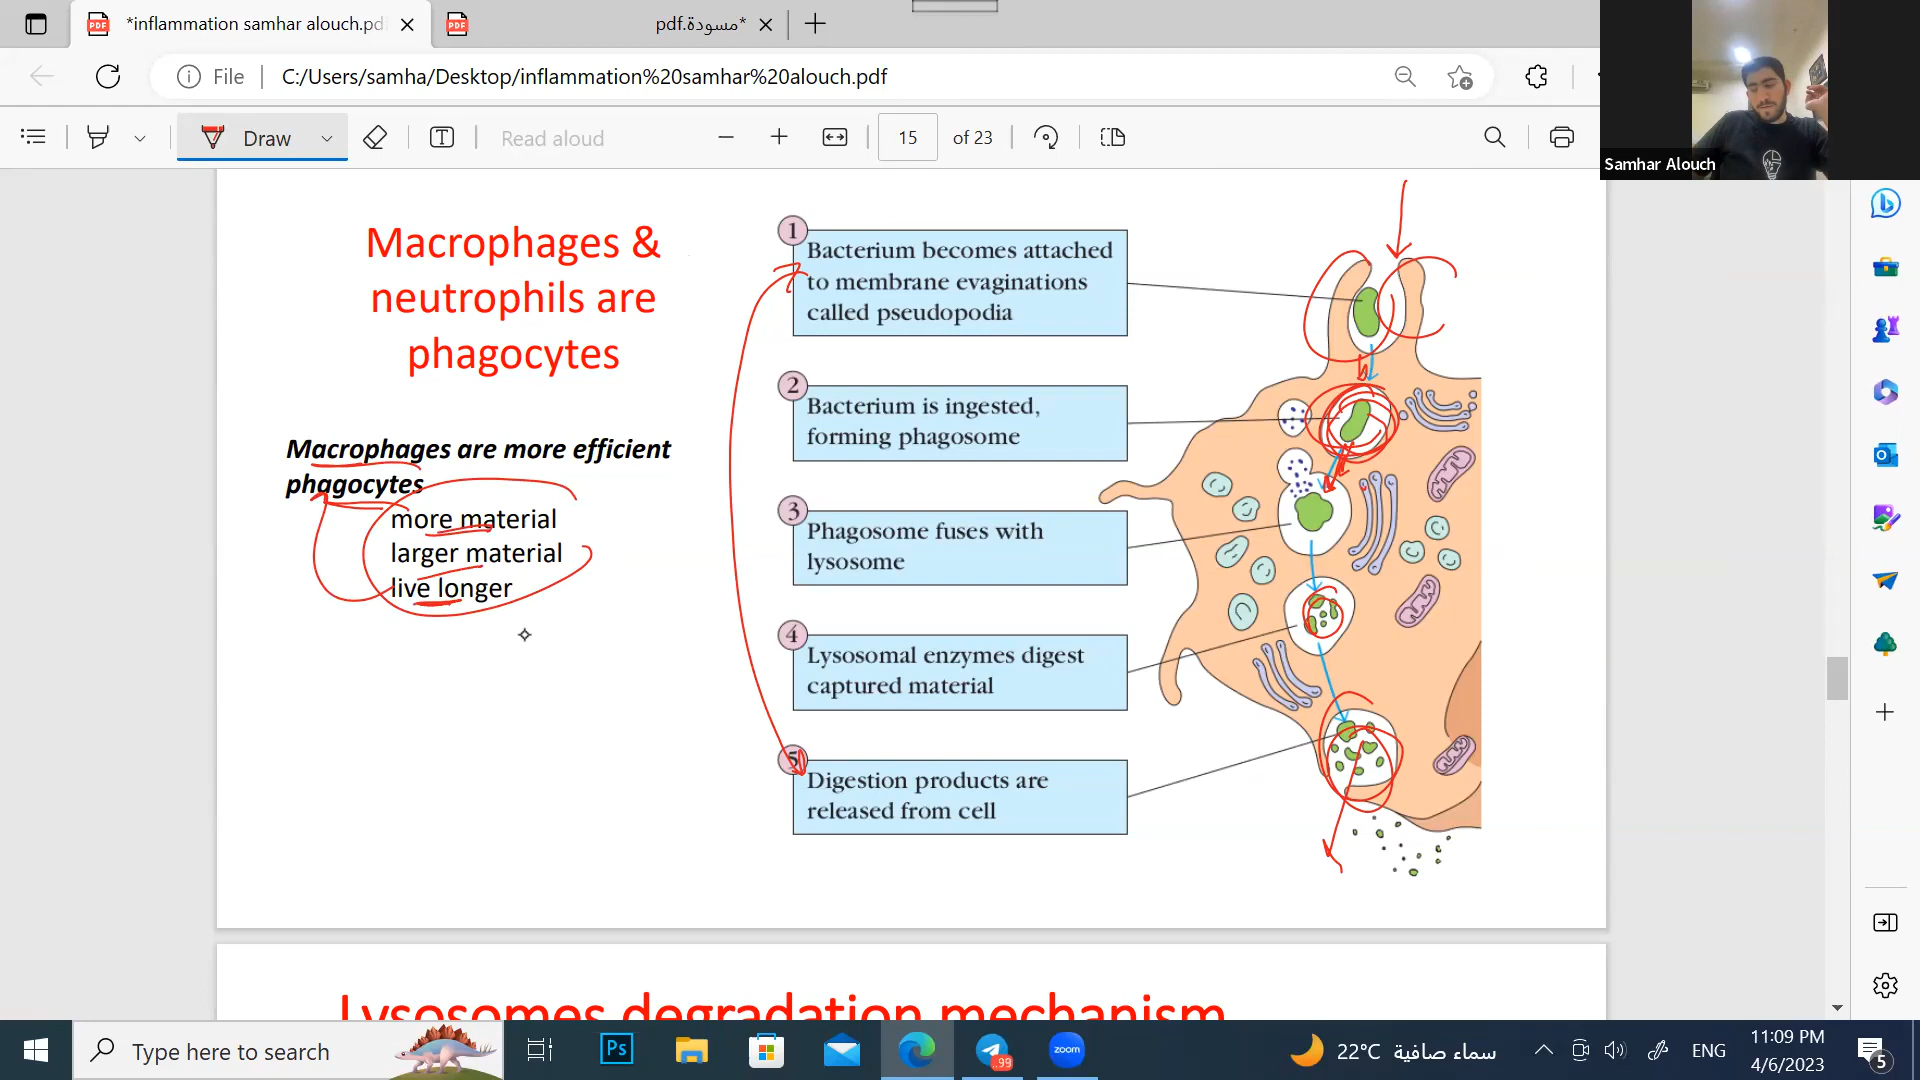 *inflammation samhar alouch.pd
*مسودة.pdf
File
C:/Users/samha/Desktop/inflammation%20samhar%20alouch.pdf
Draw
Read aloud
15
of 23
Samhar Alouch
Macrophages &
neutrophils are
phagocytes
Macrophages are more efficient
phagocytes
more material
larger material
live longer
1
Bacterium becomes attached
to membrane evaginations
called pseudopodia
2
Bacterium is ingested,
forming phagosome
3
Phagosome fuses with
lysosome
4
Lysosomal enzymes digest
captured material
5
Digestion products are
released from cell
Lysosomes degradation mechanism
Type here to search
Ps
.99
zoom
22°C سماء صافية
ENG
11:09 PM
4/6/2023
5